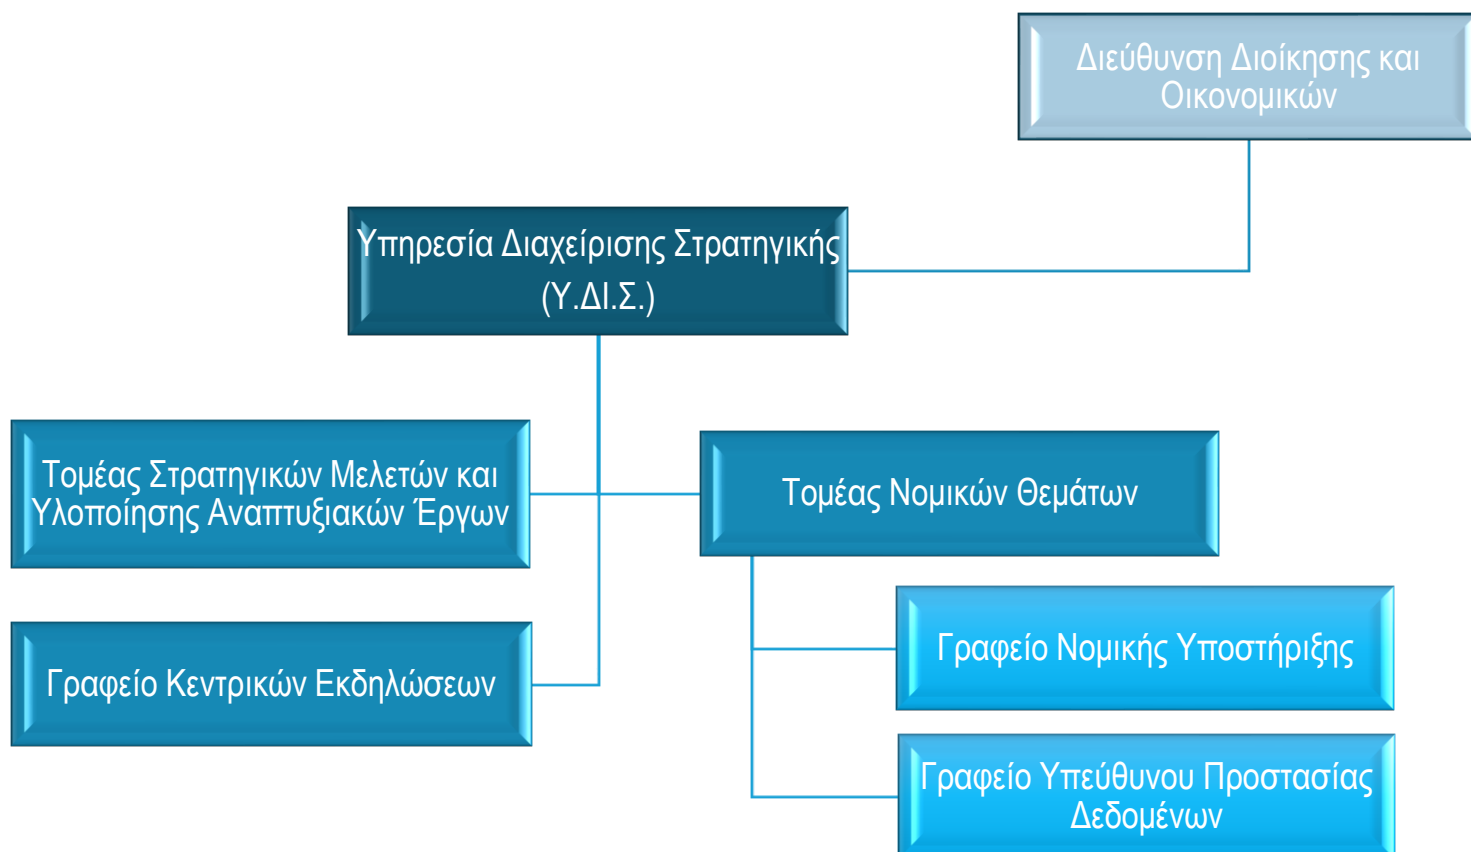 Διεύθυνση Διοίκησης και
Οικονομικών
Υπηρεσία Διαχείρισης Στρατηγικής
(Υ.ΔΙ.Σ.)
Τομέας Στρατηγικών Μελετών και
Υλοποίησης Αναπτυξιακών Έργων
Τομέας Νομικών Θεμάτων
Γραφείο Κεντρικών Εκδηλώσεων
Γραφείο Νομικής Υποστήριξης
Γραφείο Υπεύθυνου Προστασίας
Δεδομένων